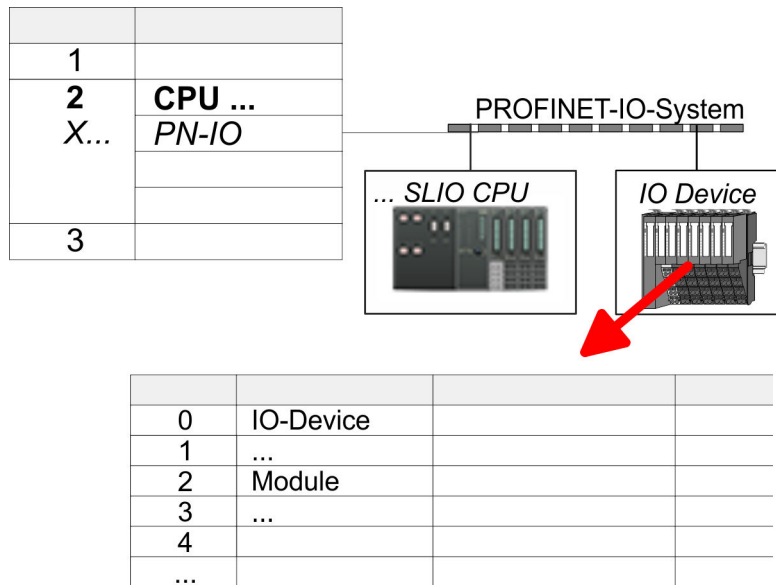 1
2 CPU ...
X... PN-IO
3
PROFINET-IO-System
... SLIO CPU
IO Device
0 IO-Device
1 ...
2 Module
3 ...
4
...